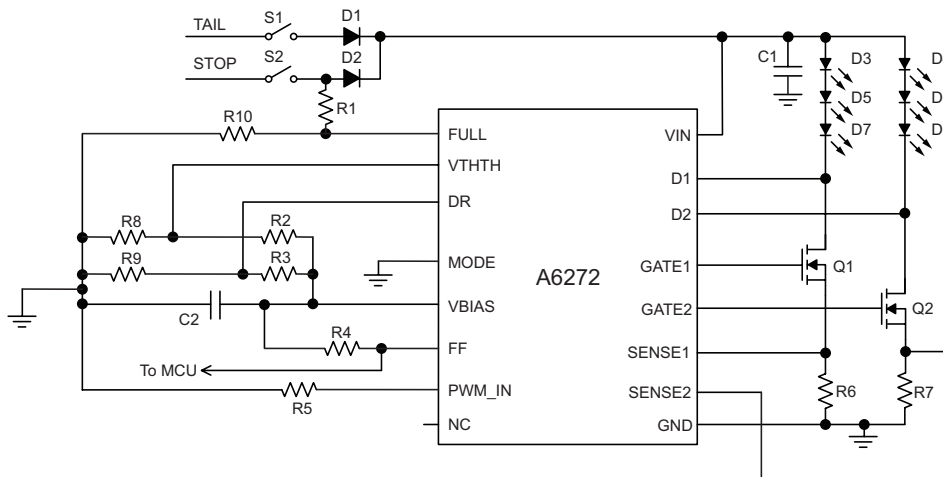 TAIL
S1
D1
STOP
S2
D2
R1
C1
D3
D
D5
D
D7
D
R10
FULL
VIN
VTHTH
D1
DR
D2
R8
R2
R9
R3
MODE
A6272
GATE1
Q1
C2
VBIAS
GATE2
Q2
R4
FF
SENSE1
To MCU
PWM_IN
SENSE2
R6
R7
R5
NC
GND